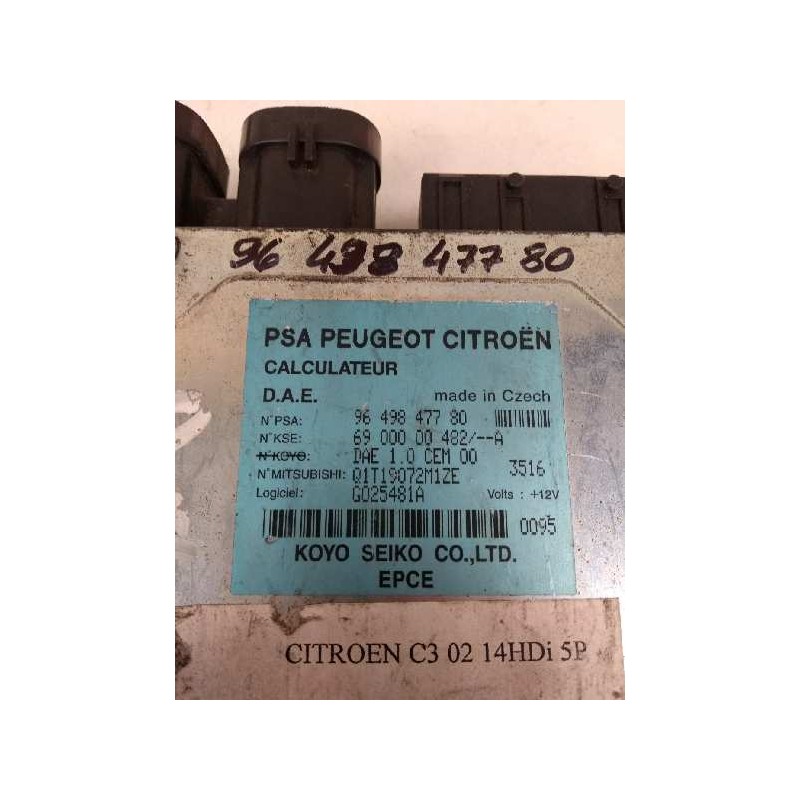 96 498 477 80
PSA PEUGEOT CITROËN
CALCULATEUR
D.A.E. made in Czech
N°PSA: 96 498 477 80
N°KSE: 69 000 00 482/--A
N°KOYO: DAE 1.0 CEM 00
N°MITSUBISHI: Q1T19072M1ZE 3516
Logiciel: G025481A Volts : +12V
0095
KOYO SEIKO CO.,LTD.
EPCE
CITROEN C3 02 14HDi 5P